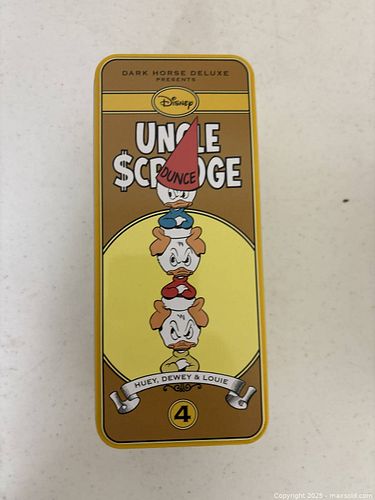 DARK HORSE DELUXE
PRESENTS
Disney
UNCLE
$CROOGE
DUNCE
HUEY, DEWEY & LOUIE
4
Copyright 2025 - maxsold.com